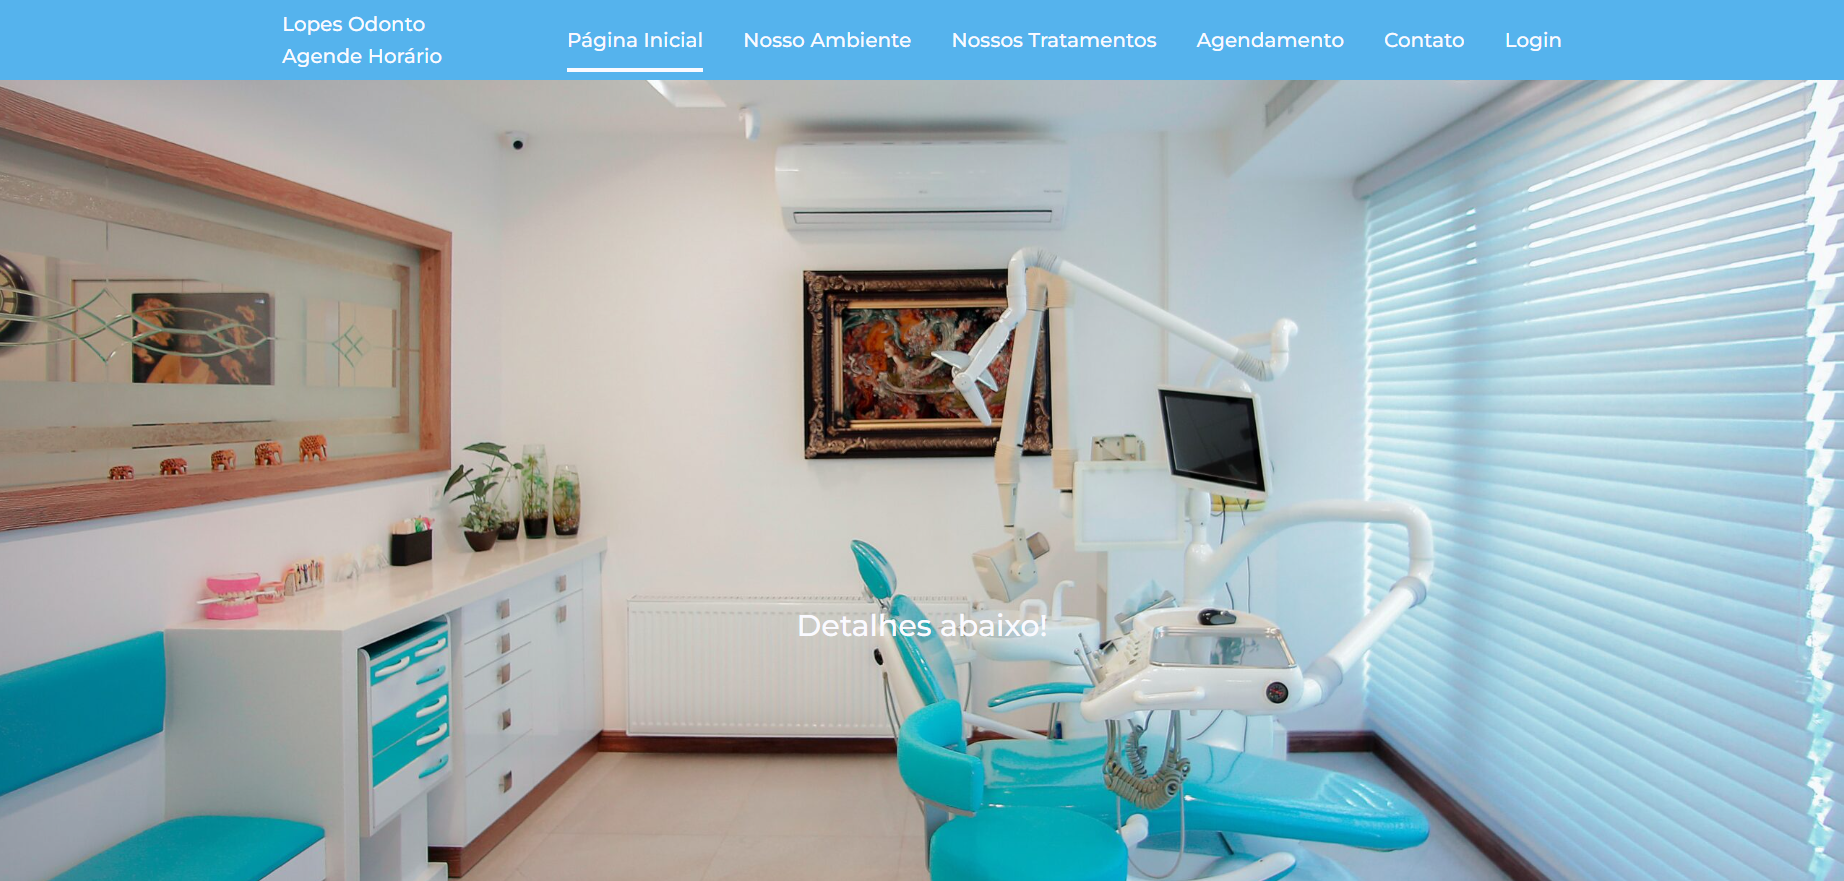 Lopes Odonto
Agende Horário
Página Inicial
Nosso Ambiente
Nossos Tratamentos
Agendamento
Contato
Login
Detalhes abaixo!